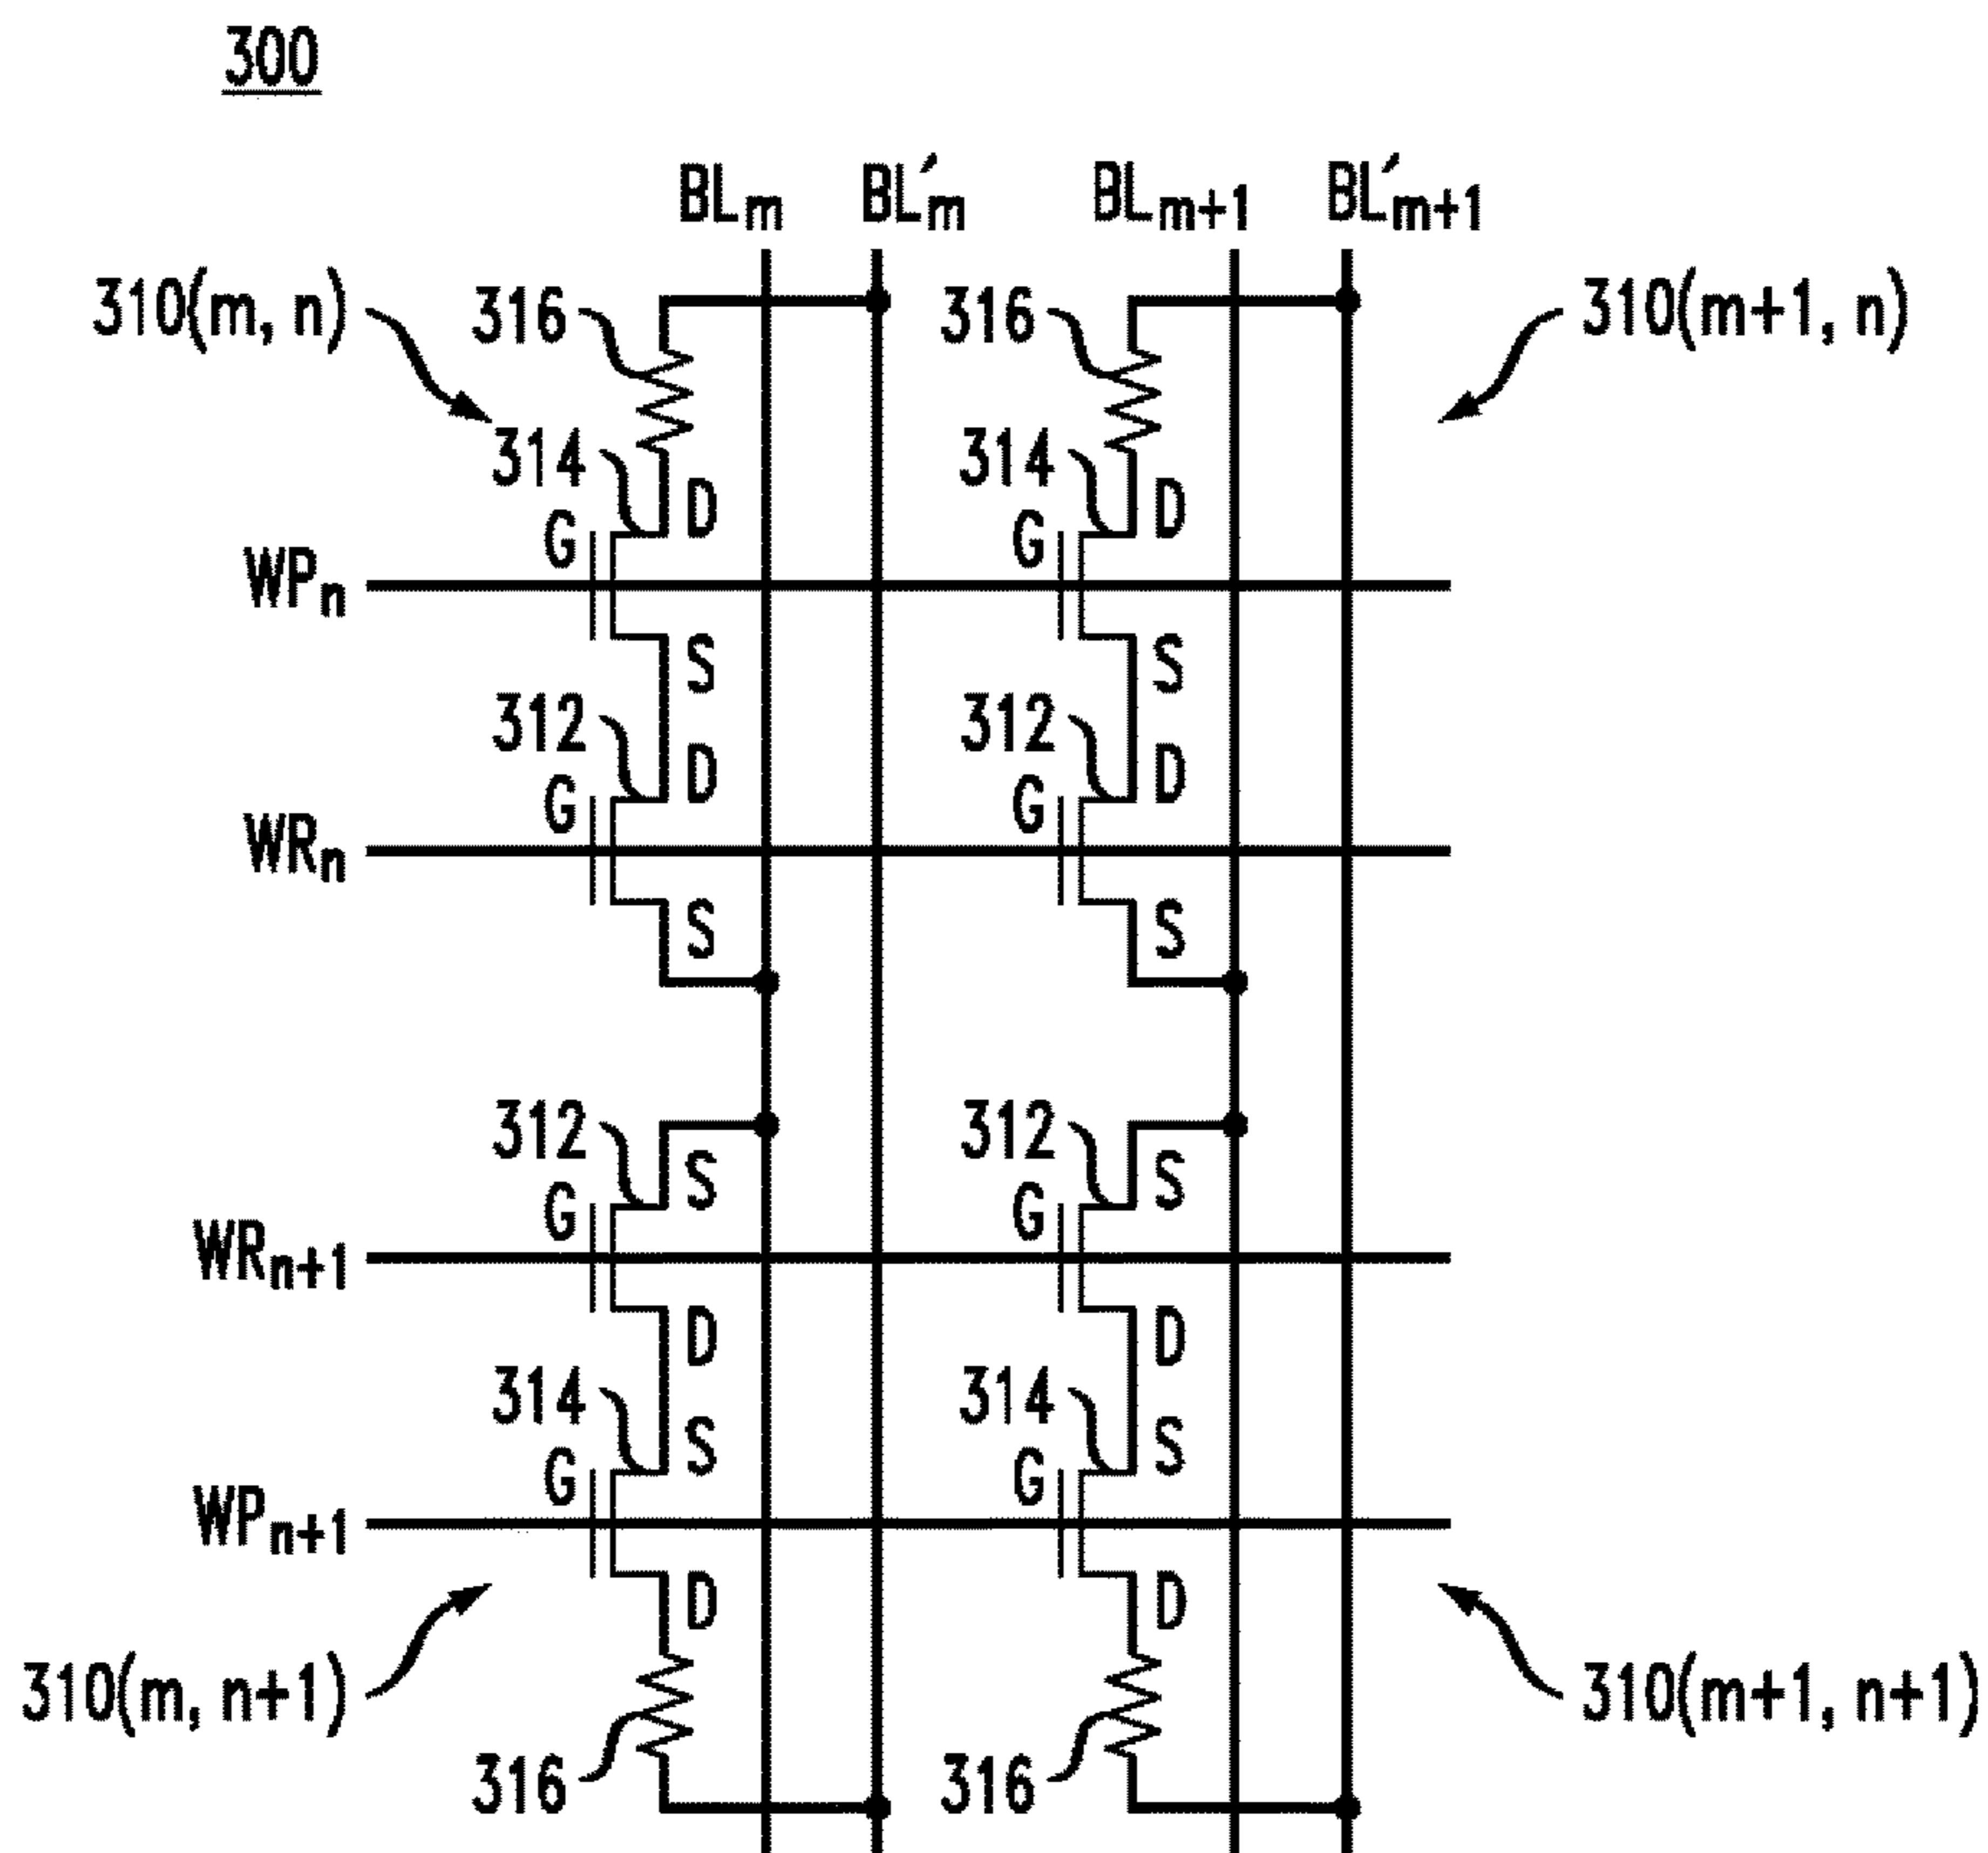 300
BLm BL'm BLm+1 BL'm+1
310(m, n) 316 316 310(m+1, n)
314 D 314 D
G G
WPn
S S
312 D 312 D
G G
WRn
S S
312 S 312 S
G G
WRn+1
D D
314 S 314 S
G G
WPn+1
D D
310(m, n+1) 310(m+1, n+1)
316 316